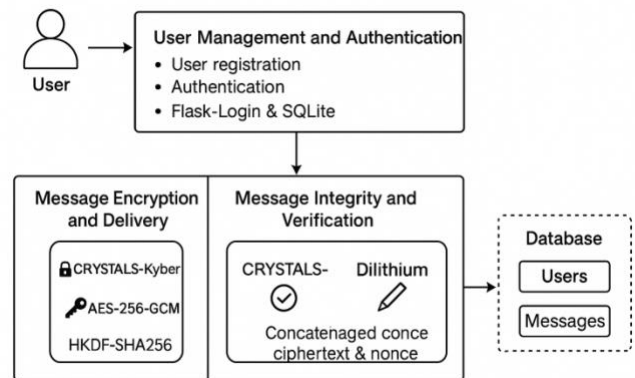 User
User Management and Authentication
• User registration
• Authentication
• Flask-Login & SQLite
Message Encryption
and Delivery
CRYSTALS-Kyber
AES-256-GCM
HKDF-SHA256
Message Integrity and
Verification
CRYSTALS- Dilithium
Concatenaged conce
ciphertext & nonce
Database
Users
Messages